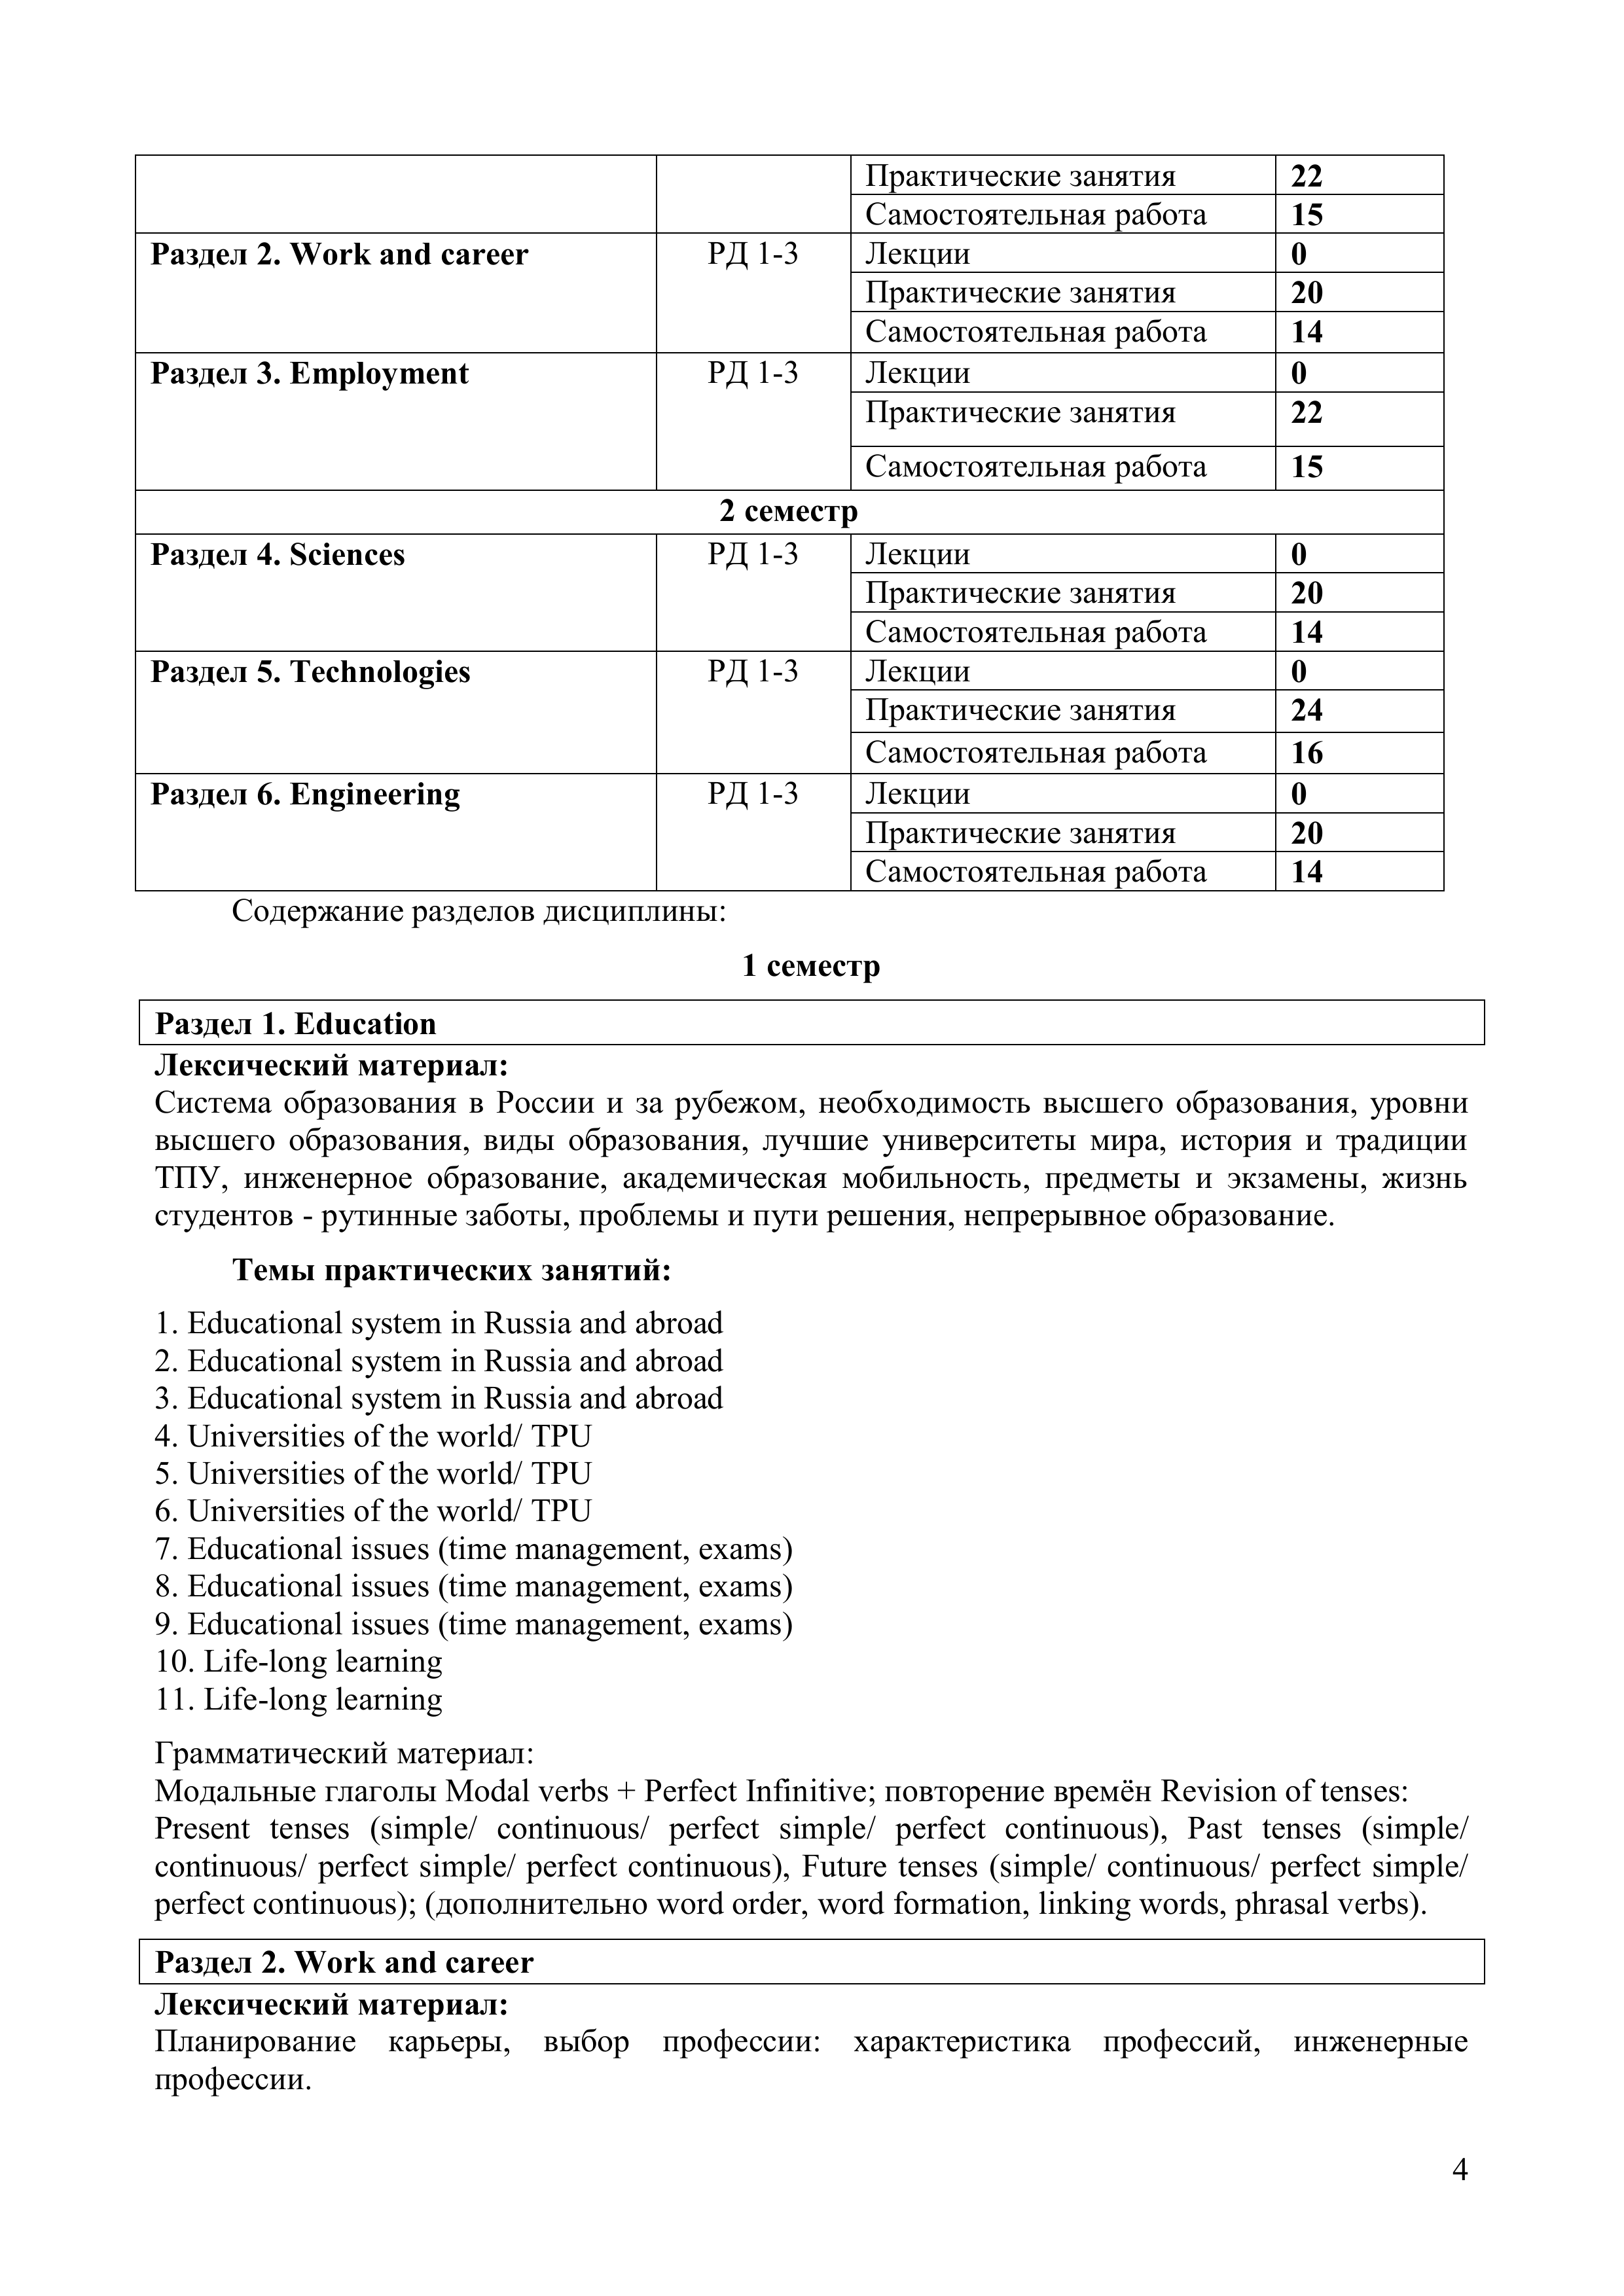 Практические занятия 22
Самостоятельная работа 15
Раздел 2. Work and career РД 1-3 Лекции 0
Практические занятия 20
Самостоятельная работа 14
Раздел 3. Employment РД 1-3 Лекции 0
Практические занятия 22
Самостоятельная работа 15
2 семестр
Раздел 4. Sciences РД 1-3 Лекции 0
Практические занятия 20
Самостоятельная работа 14
Раздел 5. Technologies РД 1-3 Лекции 0
Практические занятия 24
Самостоятельная работа 16
Раздел 6. Engineering РД 1-3 Лекции 0
Практические занятия 20
Самостоятельная работа 14
Содержание разделов дисциплины:
1 семестр
Раздел 1. Education
Лексический материал:
Система образования в России и за рубежом, необходимость высшего образования, уровни
высшего образования, виды образования, лучшие университеты мира, история и традиции
ТПУ, инженерное образование, академическая мобильность, предметы и экзамены, жизнь
студентов - рутинные заботы, проблемы и пути решения, непрерывное образование.
Темы практических занятий:
1. Educational system in Russia and abroad
2. Educational system in Russia and abroad
3. Educational system in Russia and abroad
4. Universities of the world/ TPU
5. Universities of the world/ TPU
6. Universities of the world/ TPU
7. Educational issues (time management, exams)
8. Educational issues (time management, exams)
9. Educational issues (time management, exams)
10. Life-long learning
11. Life-long learning
Грамматический материал:
Модальные глаголы Modal verbs + Perfect Infinitive; повторение времён Revision of tenses:
Present tenses (simple/ continuous/ perfect simple/ perfect continuous), Past tenses (simple/
continuous/ perfect simple/ perfect continuous), Future tenses (simple/ continuous/ perfect simple/
perfect continuous); (дополнительно word order, word formation, linking words, phrasal verbs).
Раздел 2. Work and career
Лексический материал:
Планирование карьеры, выбор профессии: характеристика профессий, инженерные
профессии.
4